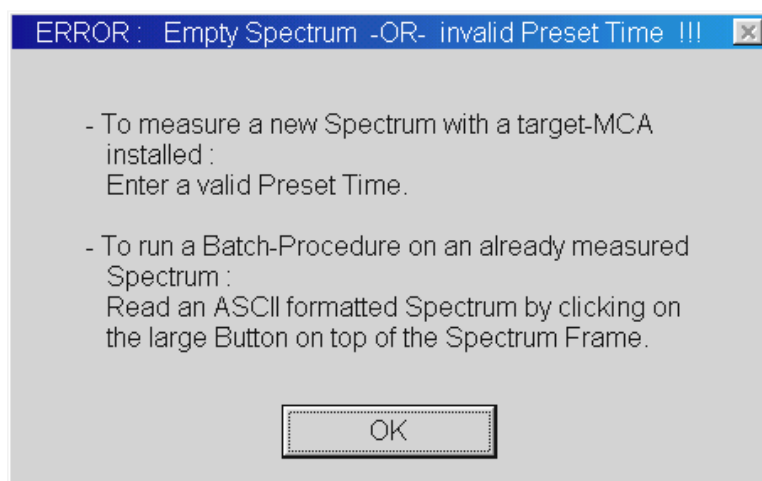 ERROR : Empty Spectrum -OR- invalid Preset Time !!!
- To measure a new Spectrum with a target-MCA
installed :
Enter a valid Preset Time.
- To run a Batch-Procedure on an already measured
Spectrum :
Read an ASCII formatted Spectrum by clicking on
the large Button on top of the Spectrum Frame.
OK